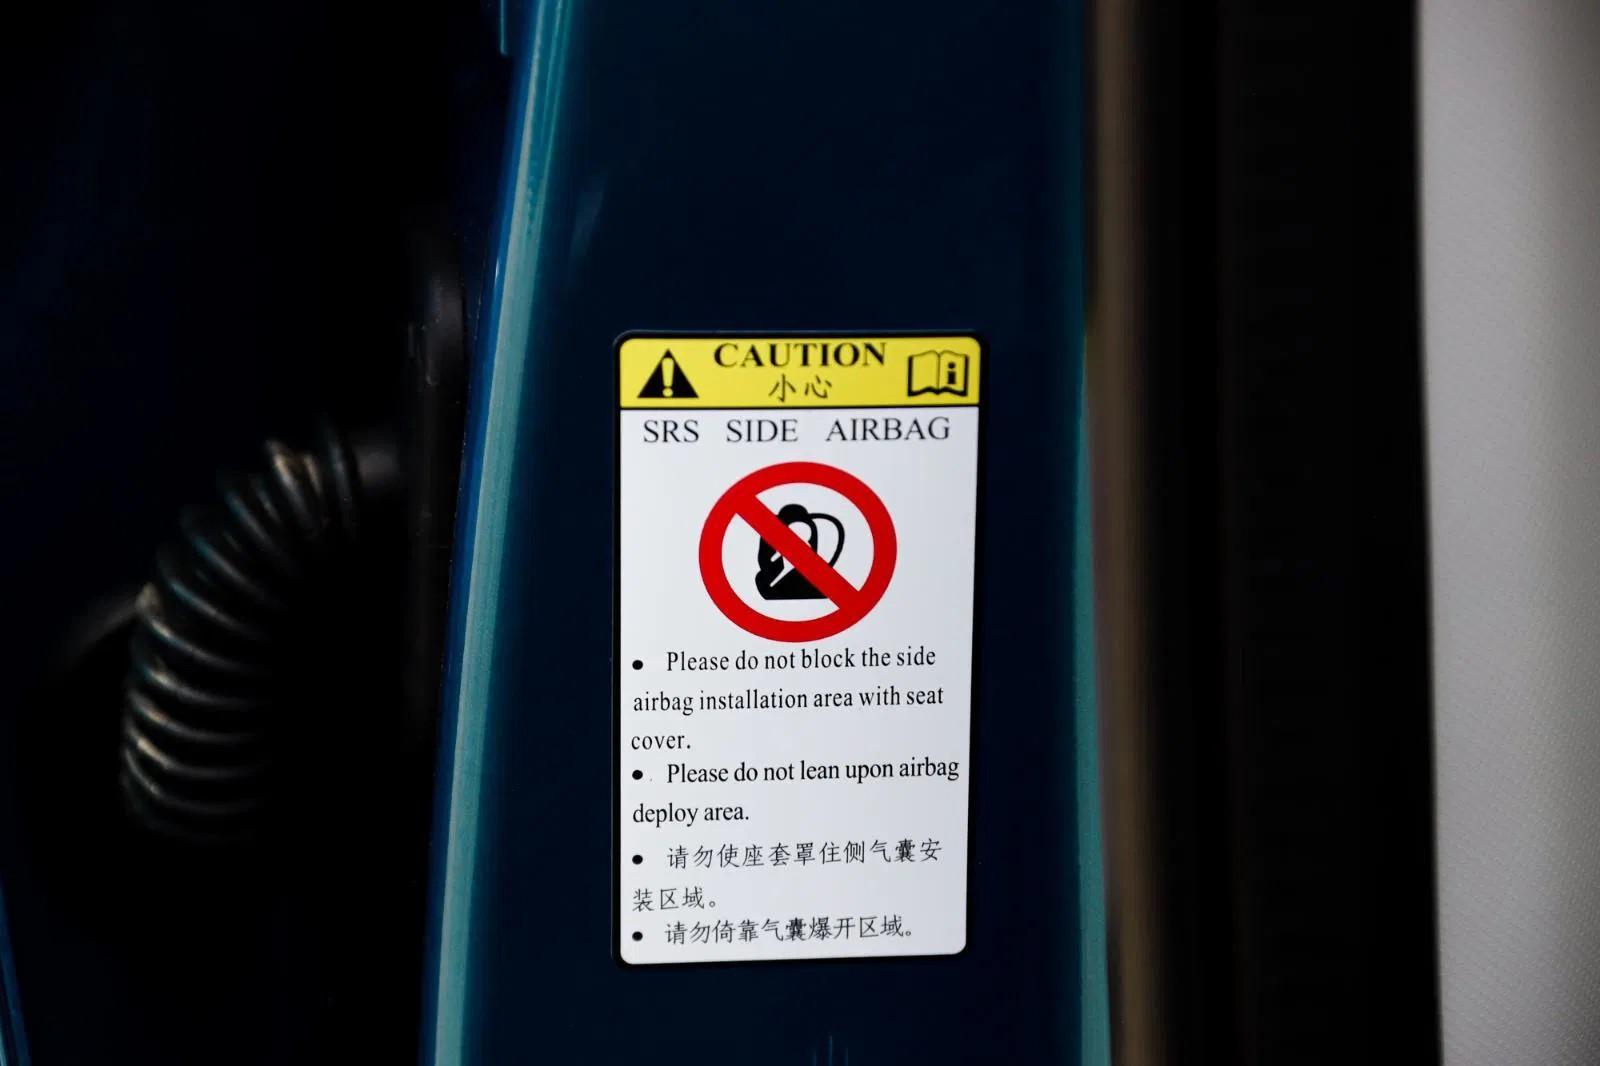 CAUTION
小心
SRS SIDE AIRBAG
● Please do not block the side
airbag installation area with seat
cover.
● Please do not lean upon airbag
deploy area.
● 请勿使座套罩住侧气囊安
装区域。
● 请勿倚靠气囊爆开区域。